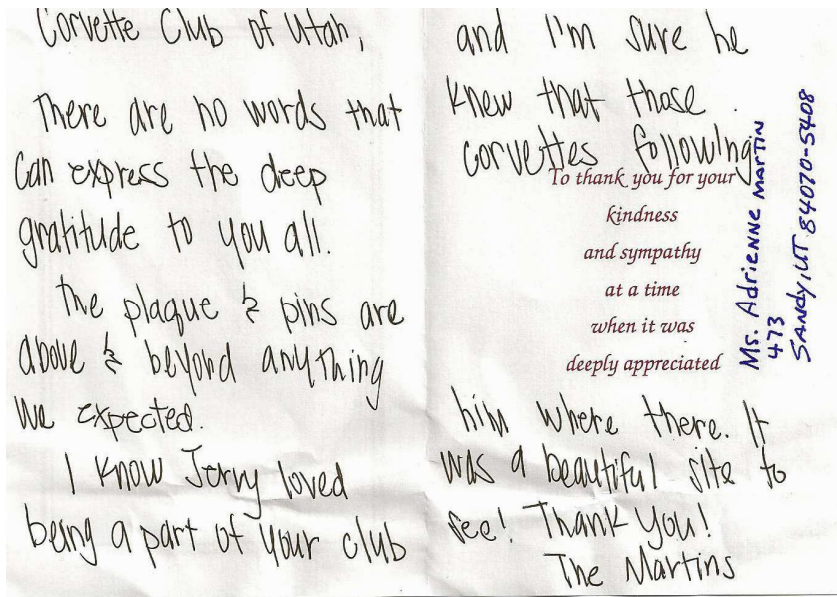 Corvette Club of Utah,
There are no words that
can express the deep
gratitude to you all.
The plaque & pins are
above & beyond anything
we expected.
I know Jerry loved
being a part of your club
and I'm sure he
knew that those
corvettes following
To thank you for your
kindness
and sympathy
at a time
when it was
deeply appreciated
him where there. It
was a beautiful site to
see! Thank you!
The Martins
Ms. Adrienne Martin
473
Sandy, UT 84070-5408